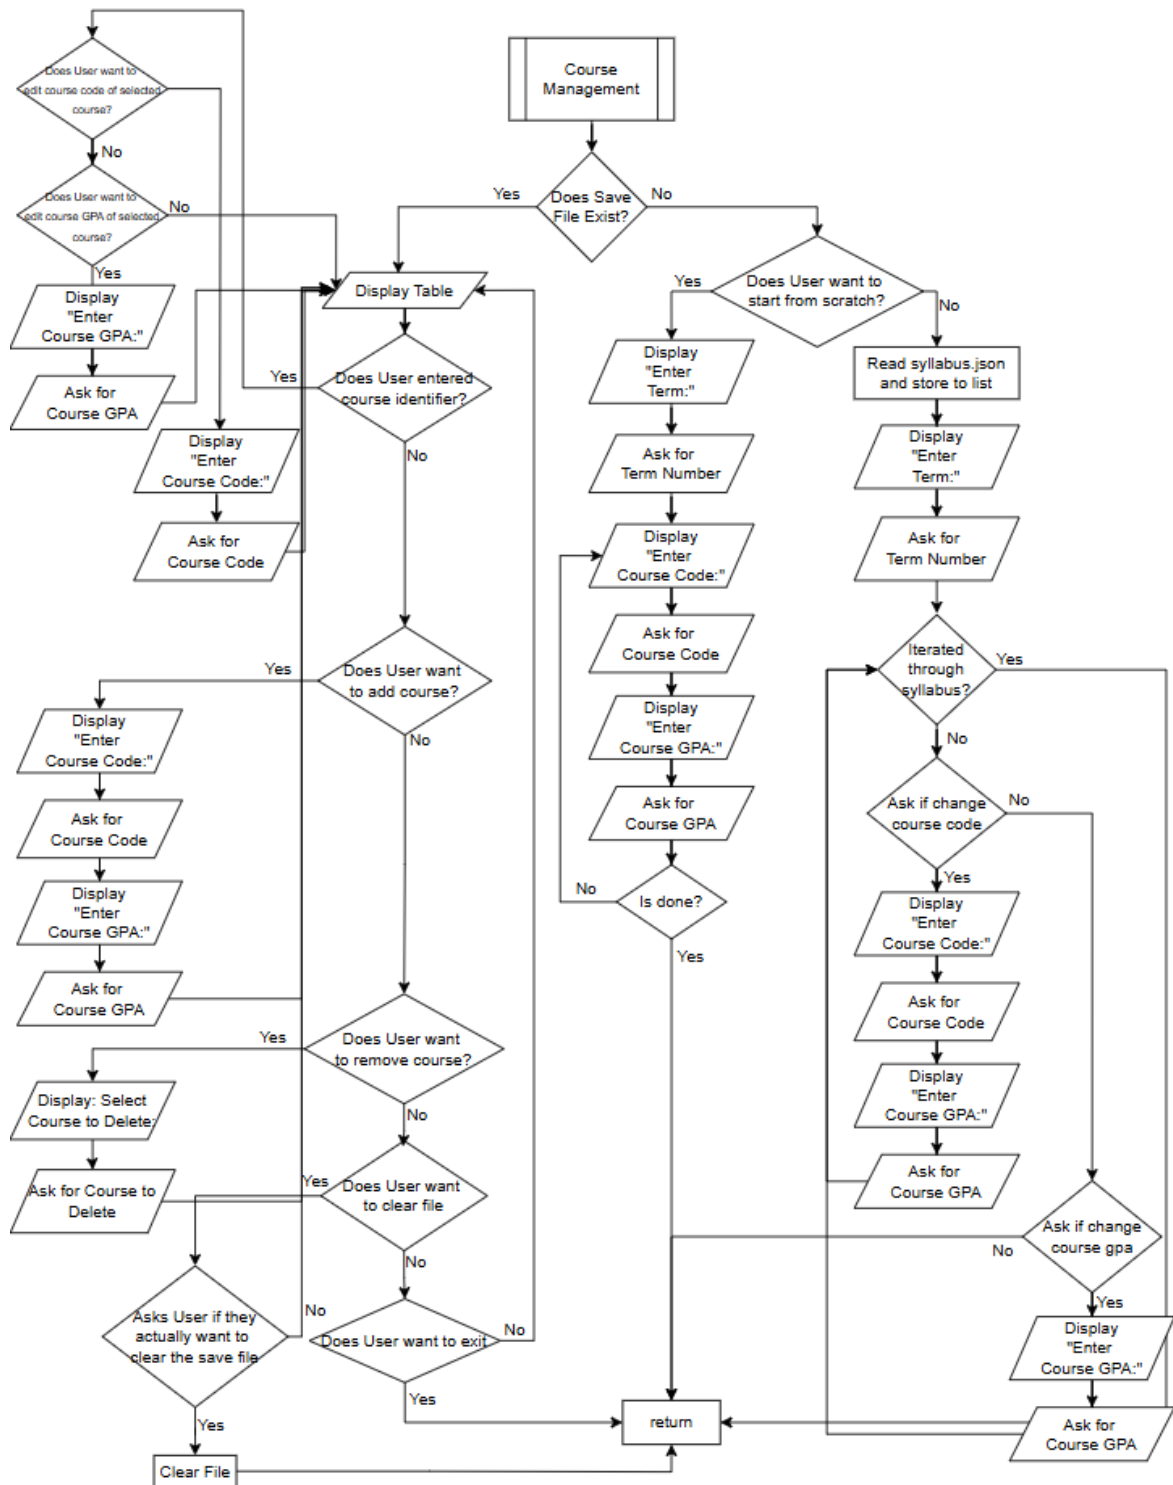 Course
Management
Does Save
File Exist?
Yes
No
Does User want to
edit course code of selected
course?
No
Does User want to
edit course GPA of selected
course?
No
Yes
Display
"Enter
Course GPA:"
Ask for
Course GPA
Display
"Enter
Course Code:"
Ask for
Course Code
Display Table
Does User entered
course identifier?
Yes
No
Does User want
to add course?
Yes
No
Display
"Enter
Course Code:"
Ask for
Course Code
Display
"Enter
Course GPA:"
Ask for
Course GPA
Does User want
to remove course?
Yes
No
Display: Select
Course to Delete:
Ask for Course to
Delete
Does User want
to clear file
Yes
No
Asks User if they
actually want to
clear the save file
No
Yes
Clear File
Does User want to exit
No
Yes
return
Does User want to
start from scratch?
Yes
No
Display
"Enter
Term:"
Ask for
Term Number
Display
"Enter
Course Code:"
Ask for
Course Code
Display
"Enter
Course GPA:"
Ask for
Course GPA
Is done?
No
Yes
Read syllabus.json
and store to list
Display
"Enter
Term:"
Ask for
Term Number
Iterated
through
syllabus?
Yes
No
Ask if change
course code
No
Yes
Display
"Enter
Course Code:"
Ask for
Course Code
Display
"Enter
Course GPA:"
Ask for
Course GPA
Ask if change
course gpa
No
Yes
Display
"Enter
Course GPA:"
Ask for
Course GPA